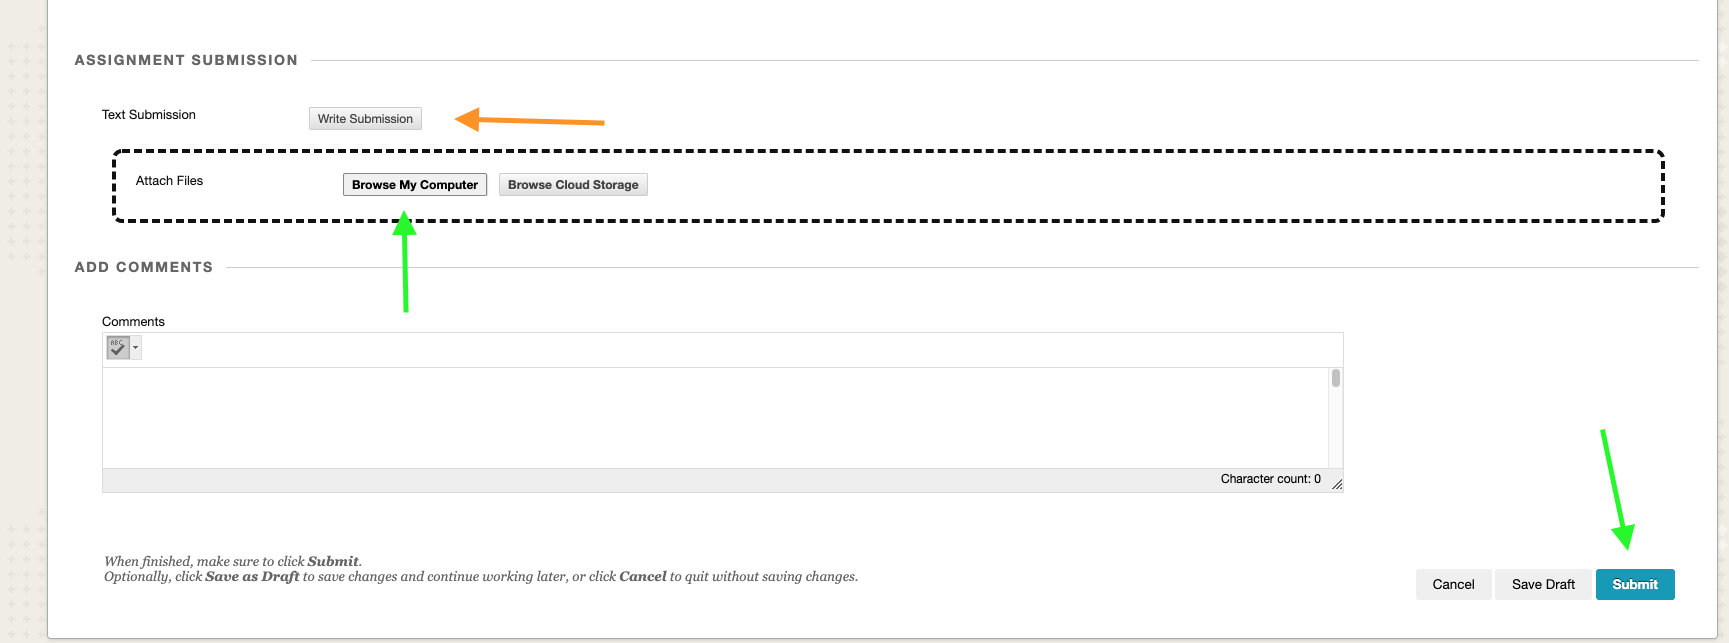 ASSIGNMENT SUBMISSION
Text Submission
Write Submission
Attach Files
Browse My Computer
Browse Cloud Storage
ADD COMMENTS
Comments
ABC
Character count: 0
When finished, make sure to click Submit.
Optionally, click Save as Draft to save changes and continue working later, or click Cancel to quit without saving changes.
Cancel
Save Draft
Submit